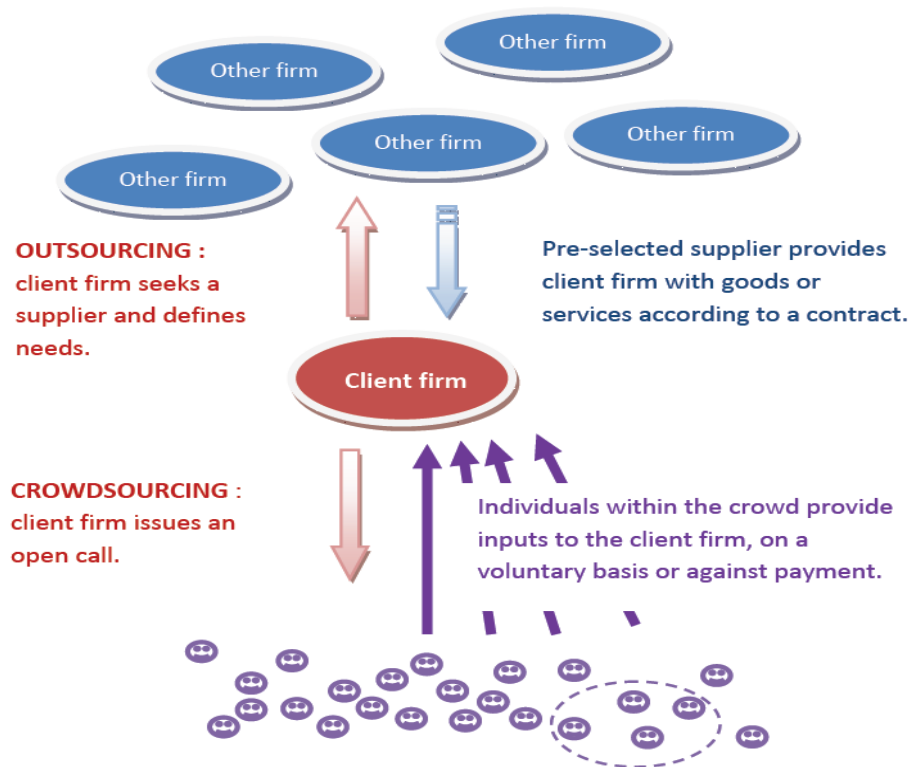 Other firm
Other firm
Other firm
Other firm
Other firm
OUTSOURCING :
client firm seeks a
supplier and defines
needs.
Pre-selected supplier provides
client firm with goods or
services according to a contract.
Client firm
CROWDSOURCING :
client firm issues an
open call.
Individuals within the crowd provide
inputs to the client firm, on a
voluntary basis or against payment.